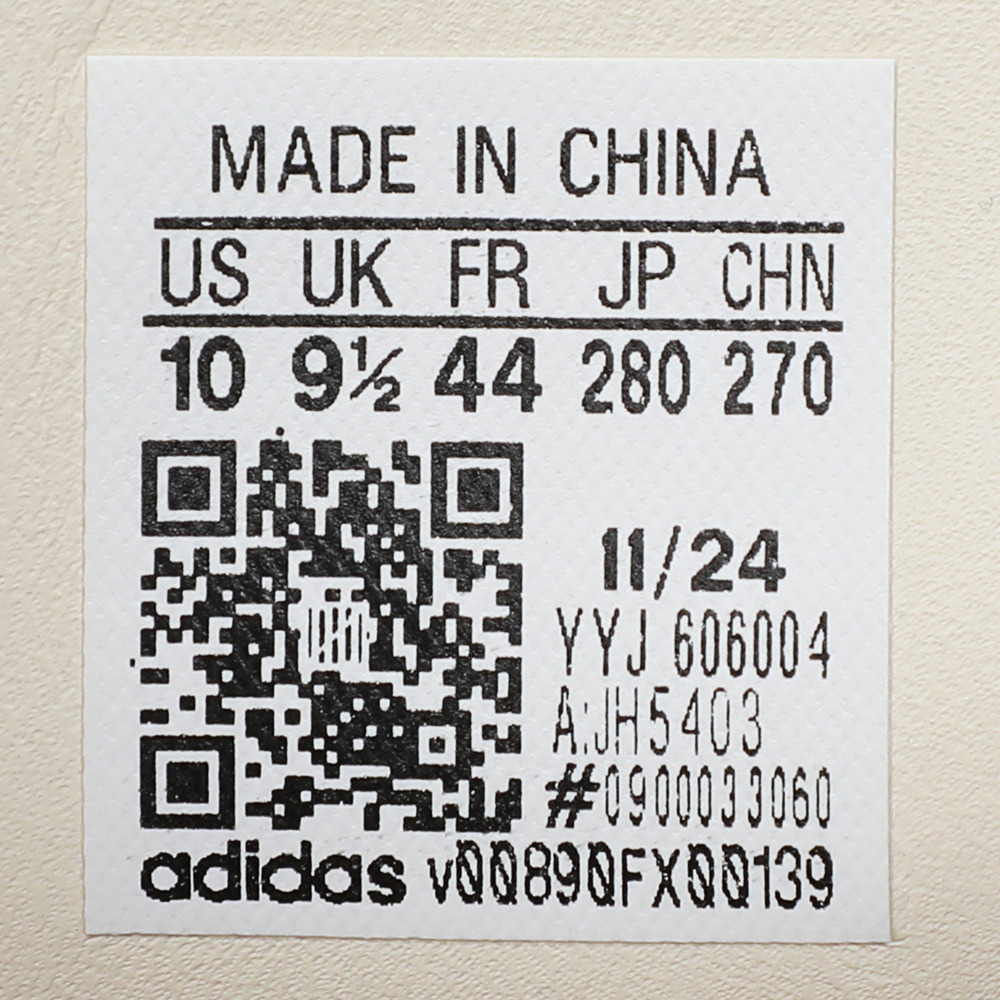 MADE IN CHINA
US UK FR JP CHN
10 9½ 44 280 270
11/24
YYJ 606004
A:JH5403
#0900033060
adidas v00890FX00139